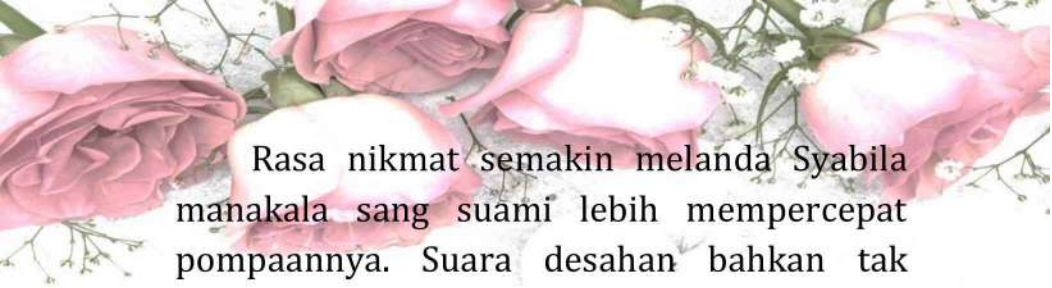 Rasa nikmat semakin melanda Syabila
manakala sang suami lebih mempercepat
pompaannya. Suara desahan bahkan tak